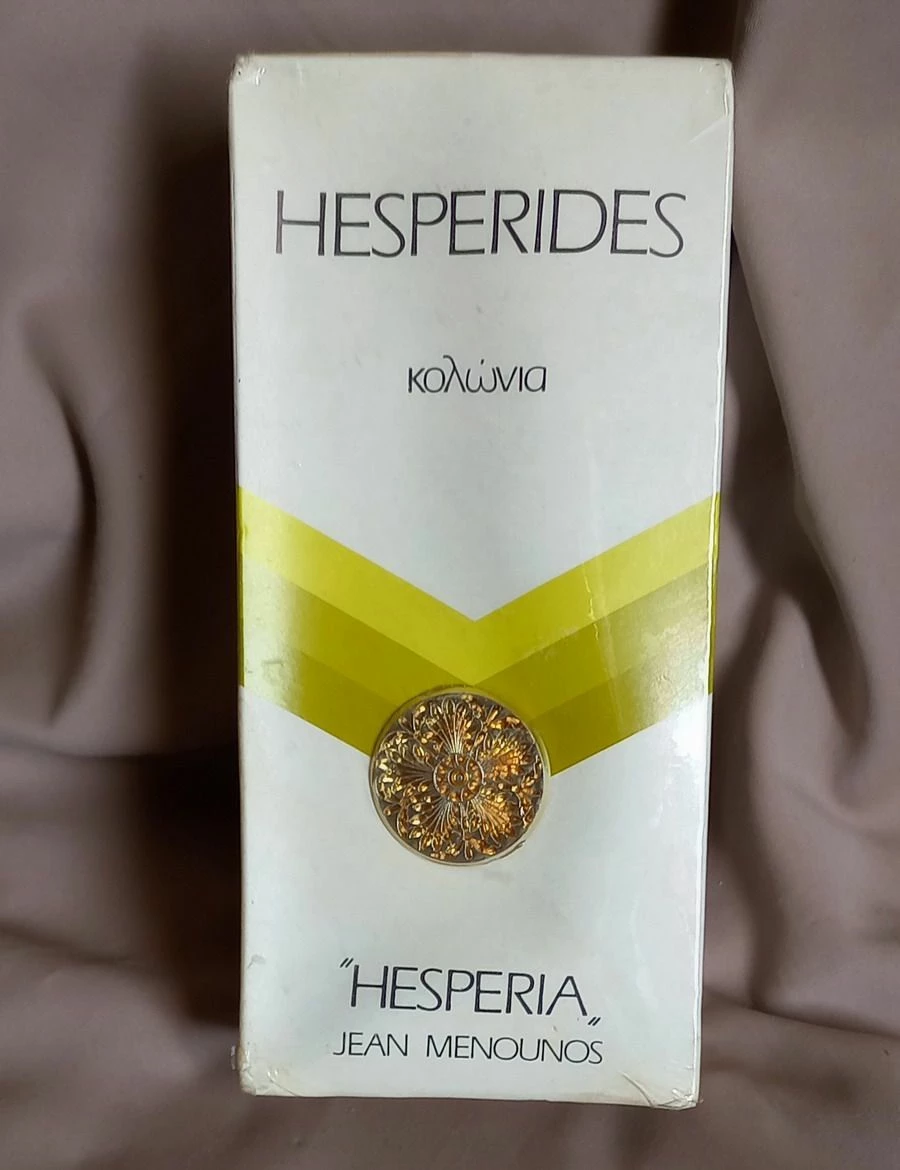 HESPERIDES
κολώνια
"HESPERIA„
JEAN MENOUNOS